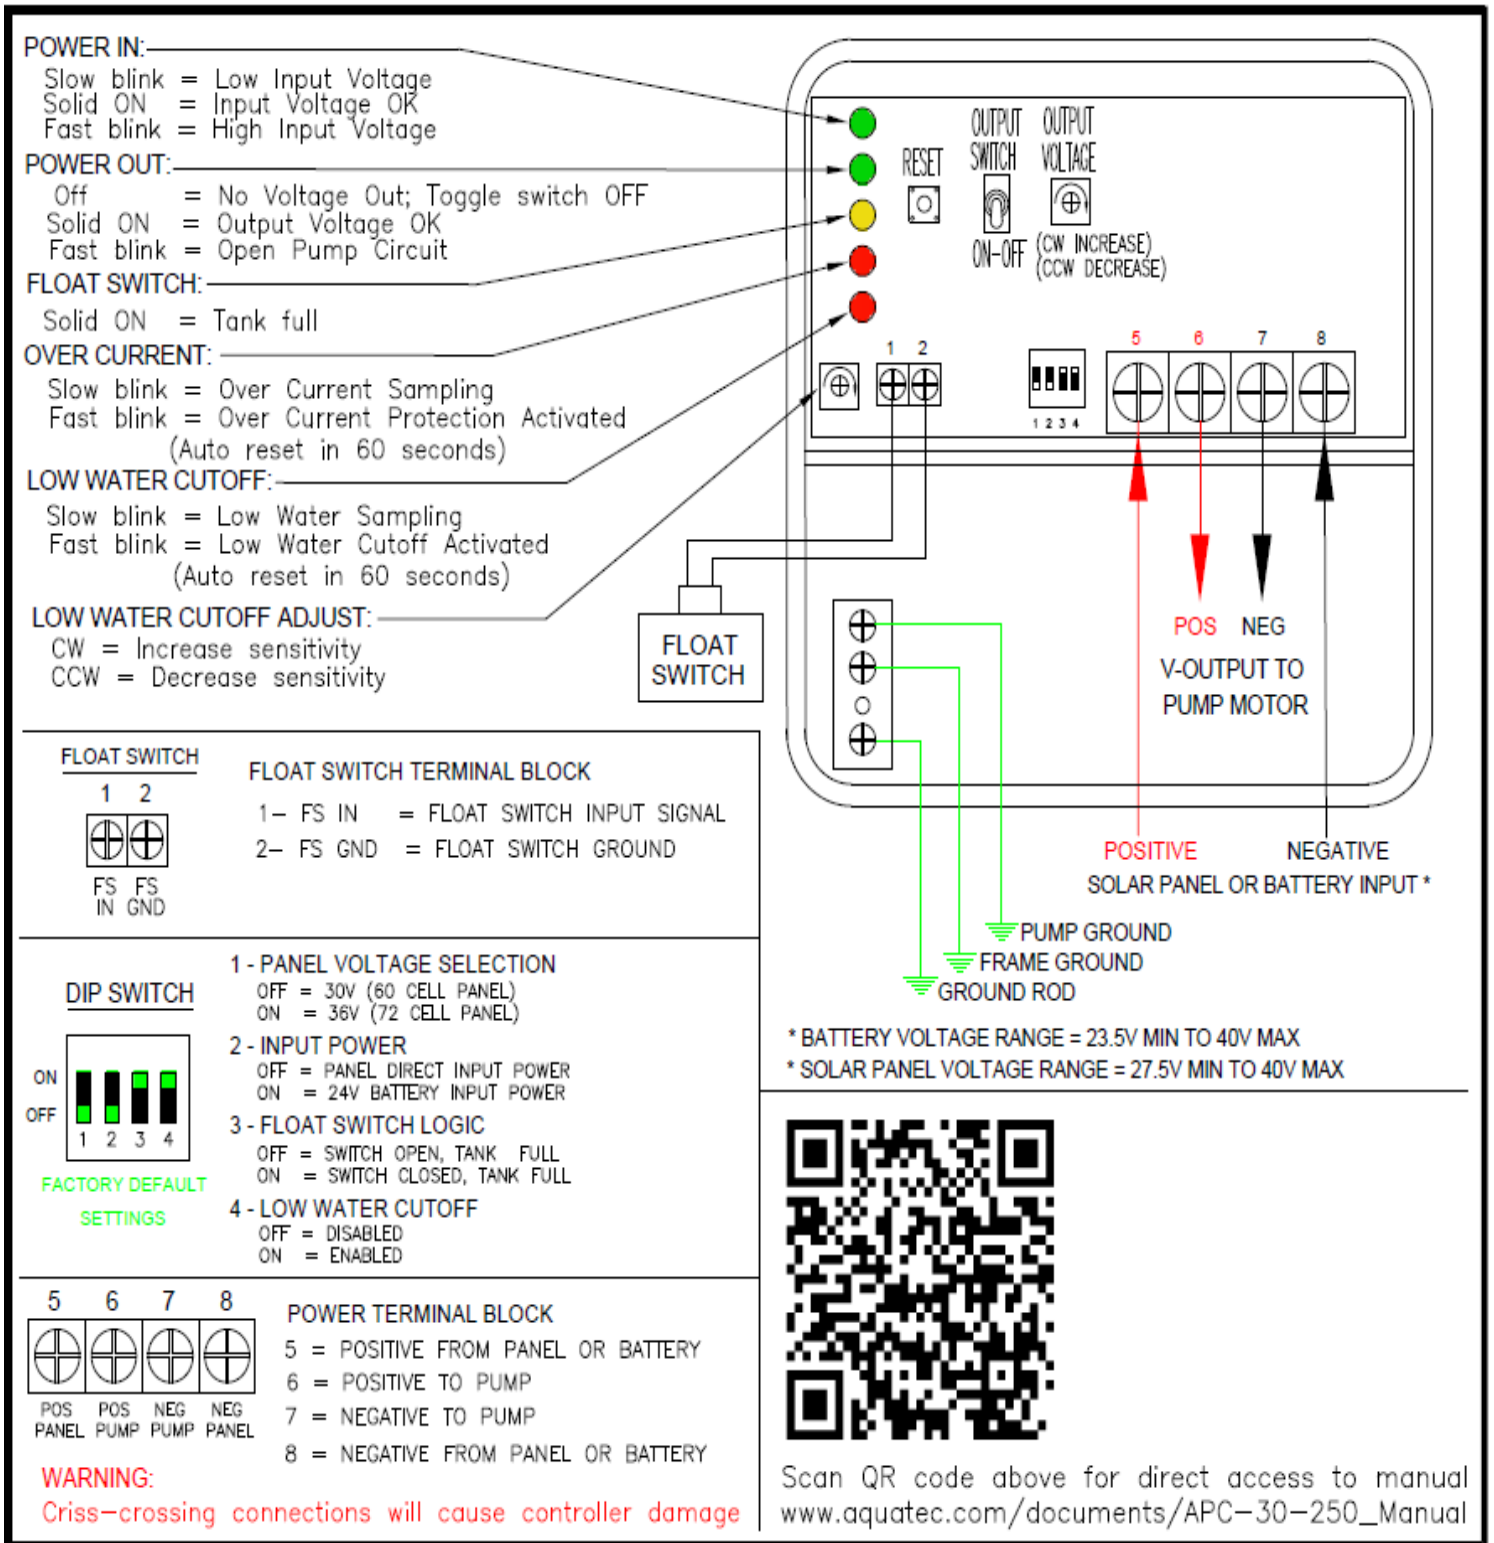 POWER IN:
Slow blink = Low Input Voltage
Solid ON = Input Voltage OK
Fast blink = High Input Voltage
POWER OUT:
Off = No Voltage Out; Toggle switch OFF
Solid ON = Output Voltage OK
Fast blink = Open Pump Circuit
FLOAT SWITCH:
Solid ON = Tank full
OVER CURRENT:
Slow blink = Over Current Sampling
Fast blink = Over Current Protection Activated
(Auto reset in 60 seconds)
LOW WATER CUTOFF:
Slow blink = Low Water Sampling
Fast blink = Low Water Cutoff Activated
(Auto reset in 60 seconds)
LOW WATER CUTOFF ADJUST:
CW = Increase sensitivity
CCW = Decrease sensitivity
RESET
OUTPUT
SWITCH
ON-OFF
OUTPUT
VOLTAGE
(CW INCREASE)
(CCW DECREASE)
1 2
1 2 3 4
5 6 7 8
FLOAT
SWITCH
POS NEG
V-OUTPUT TO
PUMP MOTOR
POSITIVE NEGATIVE
SOLAR PANEL OR BATTERY INPUT *
PUMP GROUND
FRAME GROUND
GROUND ROD
* BATTERY VOLTAGE RANGE = 23.5V MIN TO 40V MAX
* SOLAR PANEL VOLTAGE RANGE = 27.5V MIN TO 40V MAX
FLOAT SWITCH
1 2
FS FS
IN GND
FLOAT SWITCH TERMINAL BLOCK
1- FS IN = FLOAT SWITCH INPUT SIGNAL
2- FS GND = FLOAT SWITCH GROUND
DIP SWITCH
ON
OFF
1 2 3 4
FACTORY DEFAULT
SETTINGS
1 - PANEL VOLTAGE SELECTION
OFF = 30V (60 CELL PANEL)
ON = 36V (72 CELL PANEL)
2 - INPUT POWER
OFF = PANEL DIRECT INPUT POWER
ON = 24V BATTERY INPUT POWER
3 - FLOAT SWITCH LOGIC
OFF = SWITCH OPEN, TANK FULL
ON = SWITCH CLOSED, TANK FULL
4 - LOW WATER CUTOFF
OFF = DISABLED
ON = ENABLED
5 6 7 8
POS POS NEG NEG
PANEL PUMP PUMP PANEL
POWER TERMINAL BLOCK
5 = POSITIVE FROM PANEL OR BATTERY
6 = POSITIVE TO PUMP
7 = NEGATIVE TO PUMP
8 = NEGATIVE FROM PANEL OR BATTERY
WARNING:
Criss-crossing connections will cause controller damage
Scan QR code above for direct access to manual
www.aquatec.com/documents/APC-30-250_Manual